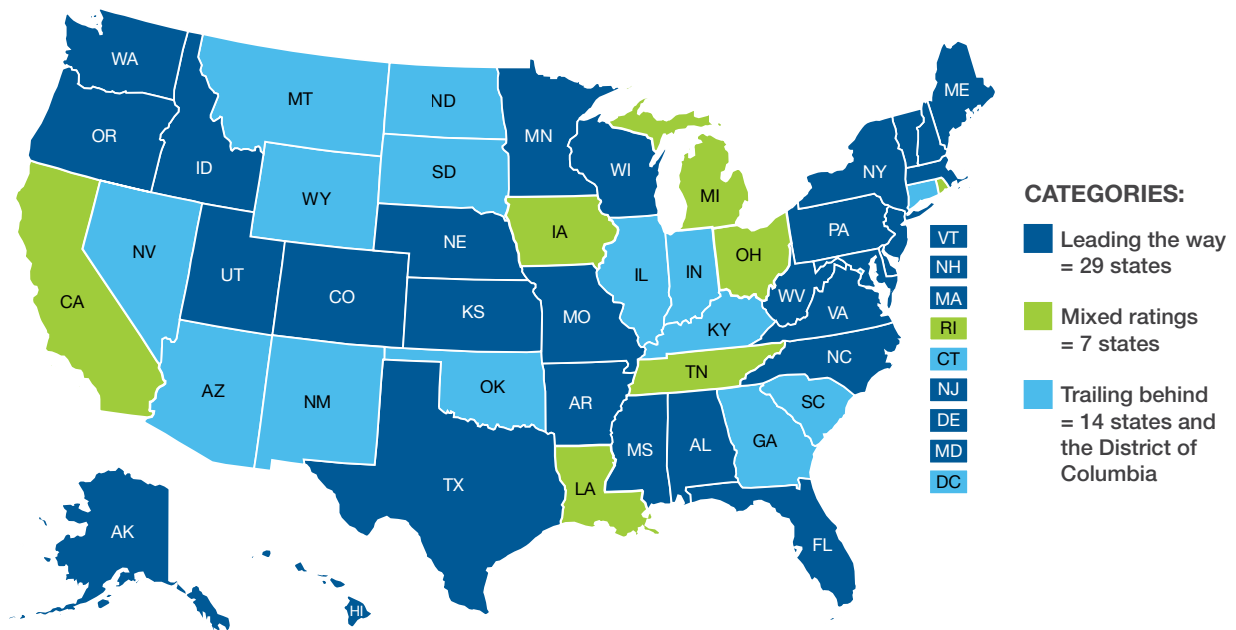 WA
OR
ID
MT
ND
SD
WY
NV
CA
UT
CO
AZ
NM
NE
KS
OK
TX
MN
IA
MO
AR
LA
WI
IL
IN
MI
OH
KY
TN
MS
AL
GA
SC
NC
VA
WV
PA
NY
ME
FL
AK
HI
VT
NH
MA
RI
CT
NJ
DE
MD
DC
CATEGORIES:
Leading the way
= 29 states
Mixed ratings
= 7 states
Trailing behind
= 14 states and
the District of
Columbia